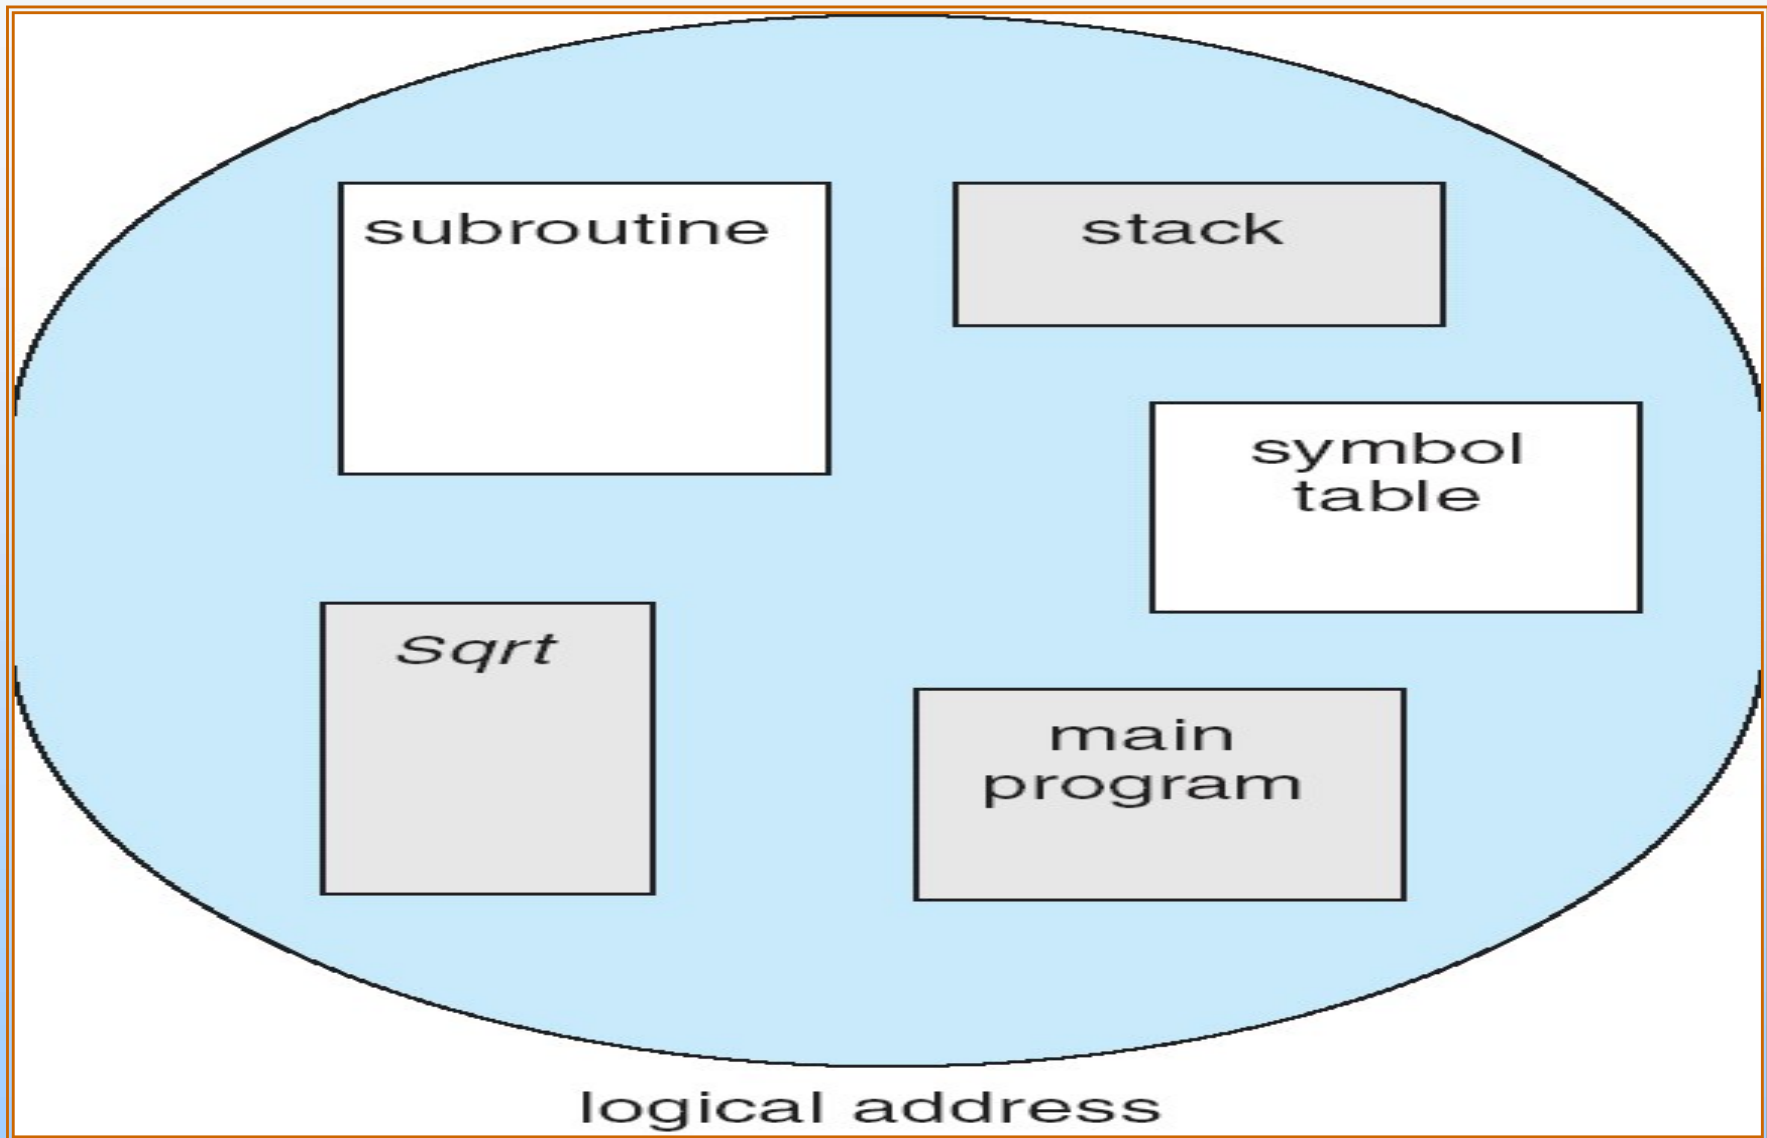 subroutine
stack
symbol
table
Sqrt
main
program
logical address